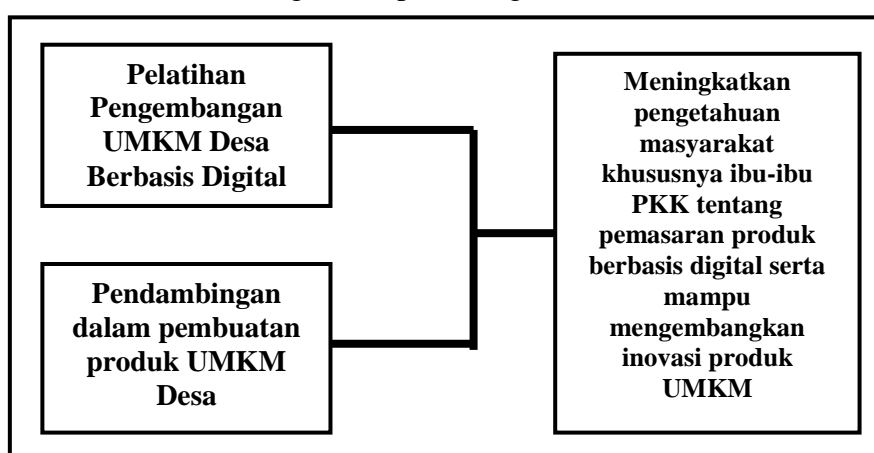 Pelatihan
Pengembangan
UMKM Desa
Berbasis Digital
Pendambingan
dalam pembuatan
produk UMKM
Desa
Meningkatkan
pengetahuan
masyarakat
khususnya ibu-ibu
PKK tentang
pemasaran produk
berbasis digital serta
mampu
mengembangkan
inovasi produk
UMKM